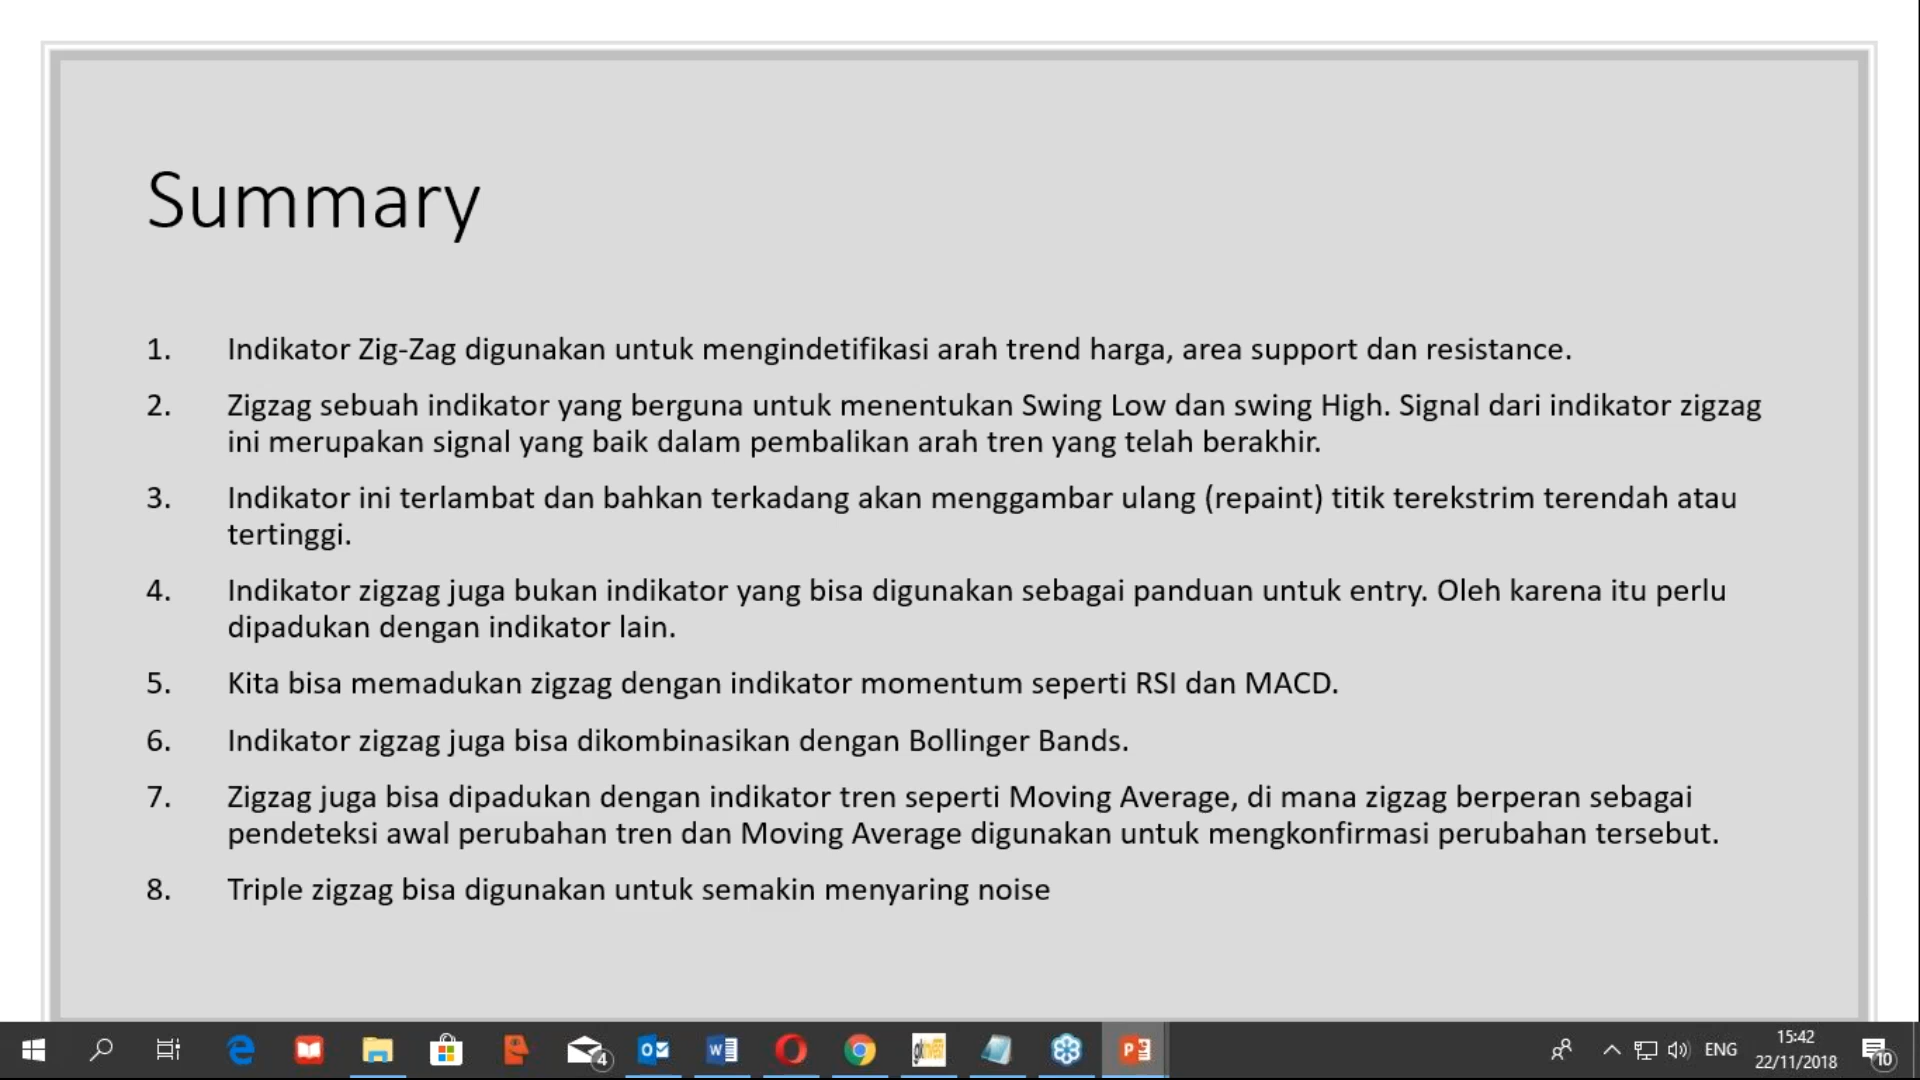 Summary
1. Indikator Zig-Zag digunakan untuk mengindetifikasi arah trend harga, area support dan resistance.
2. Zigzag sebuah indikator yang berguna untuk menentukan Swing Low dan swing High. Signal dari indikator zigzag
ini merupakan signal yang baik dalam pembalikan arah tren yang telah berakhir.
3. Indikator ini terlambat dan bahkan terkadang akan menggambar ulang (repaint) titik terekstrim terendah atau
tertinggi.
4. Indikator zigzag juga bukan indikator yang bisa digunakan sebagai panduan untuk entry. Oleh karena itu perlu
dipadukan dengan indikator lain.
5. Kita bisa memadukan zigzag dengan indikator momentum seperti RSI dan MACD.
6. Indikator zigzag juga bisa dikombinasikan dengan Bollinger Bands.
7. Zigzag juga bisa dipadukan dengan indikator tren seperti Moving Average, di mana zigzag berperan sebagai
pendeteksi awal perubahan tren dan Moving Average digunakan untuk mengkonfirmasi perubahan tersebut.
8. Triple zigzag bisa digunakan untuk semakin menyaring noise
4
ENG
15:42
22/11/2018
10